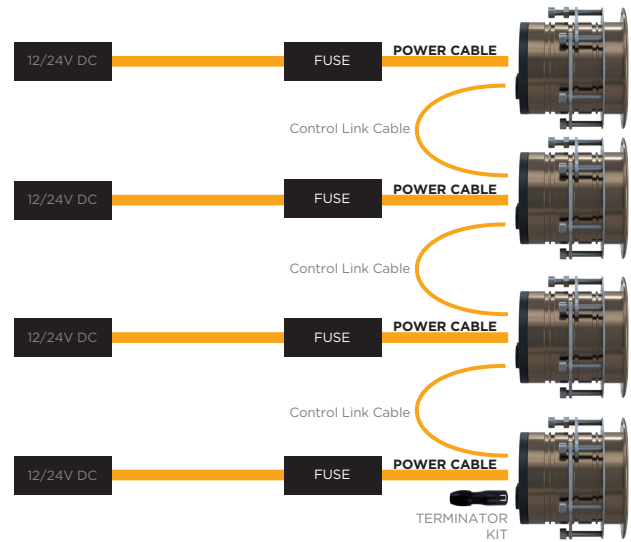 POWER CABLE
12/24V DC
FUSE
Control Link Cable
POWER CABLE
12/24V DC
FUSE
Control Link Cable
POWER CABLE
12/24V DC
FUSE
Control Link Cable
POWER CABLE
12/24V DC
FUSE
TERMINATOR
KIT